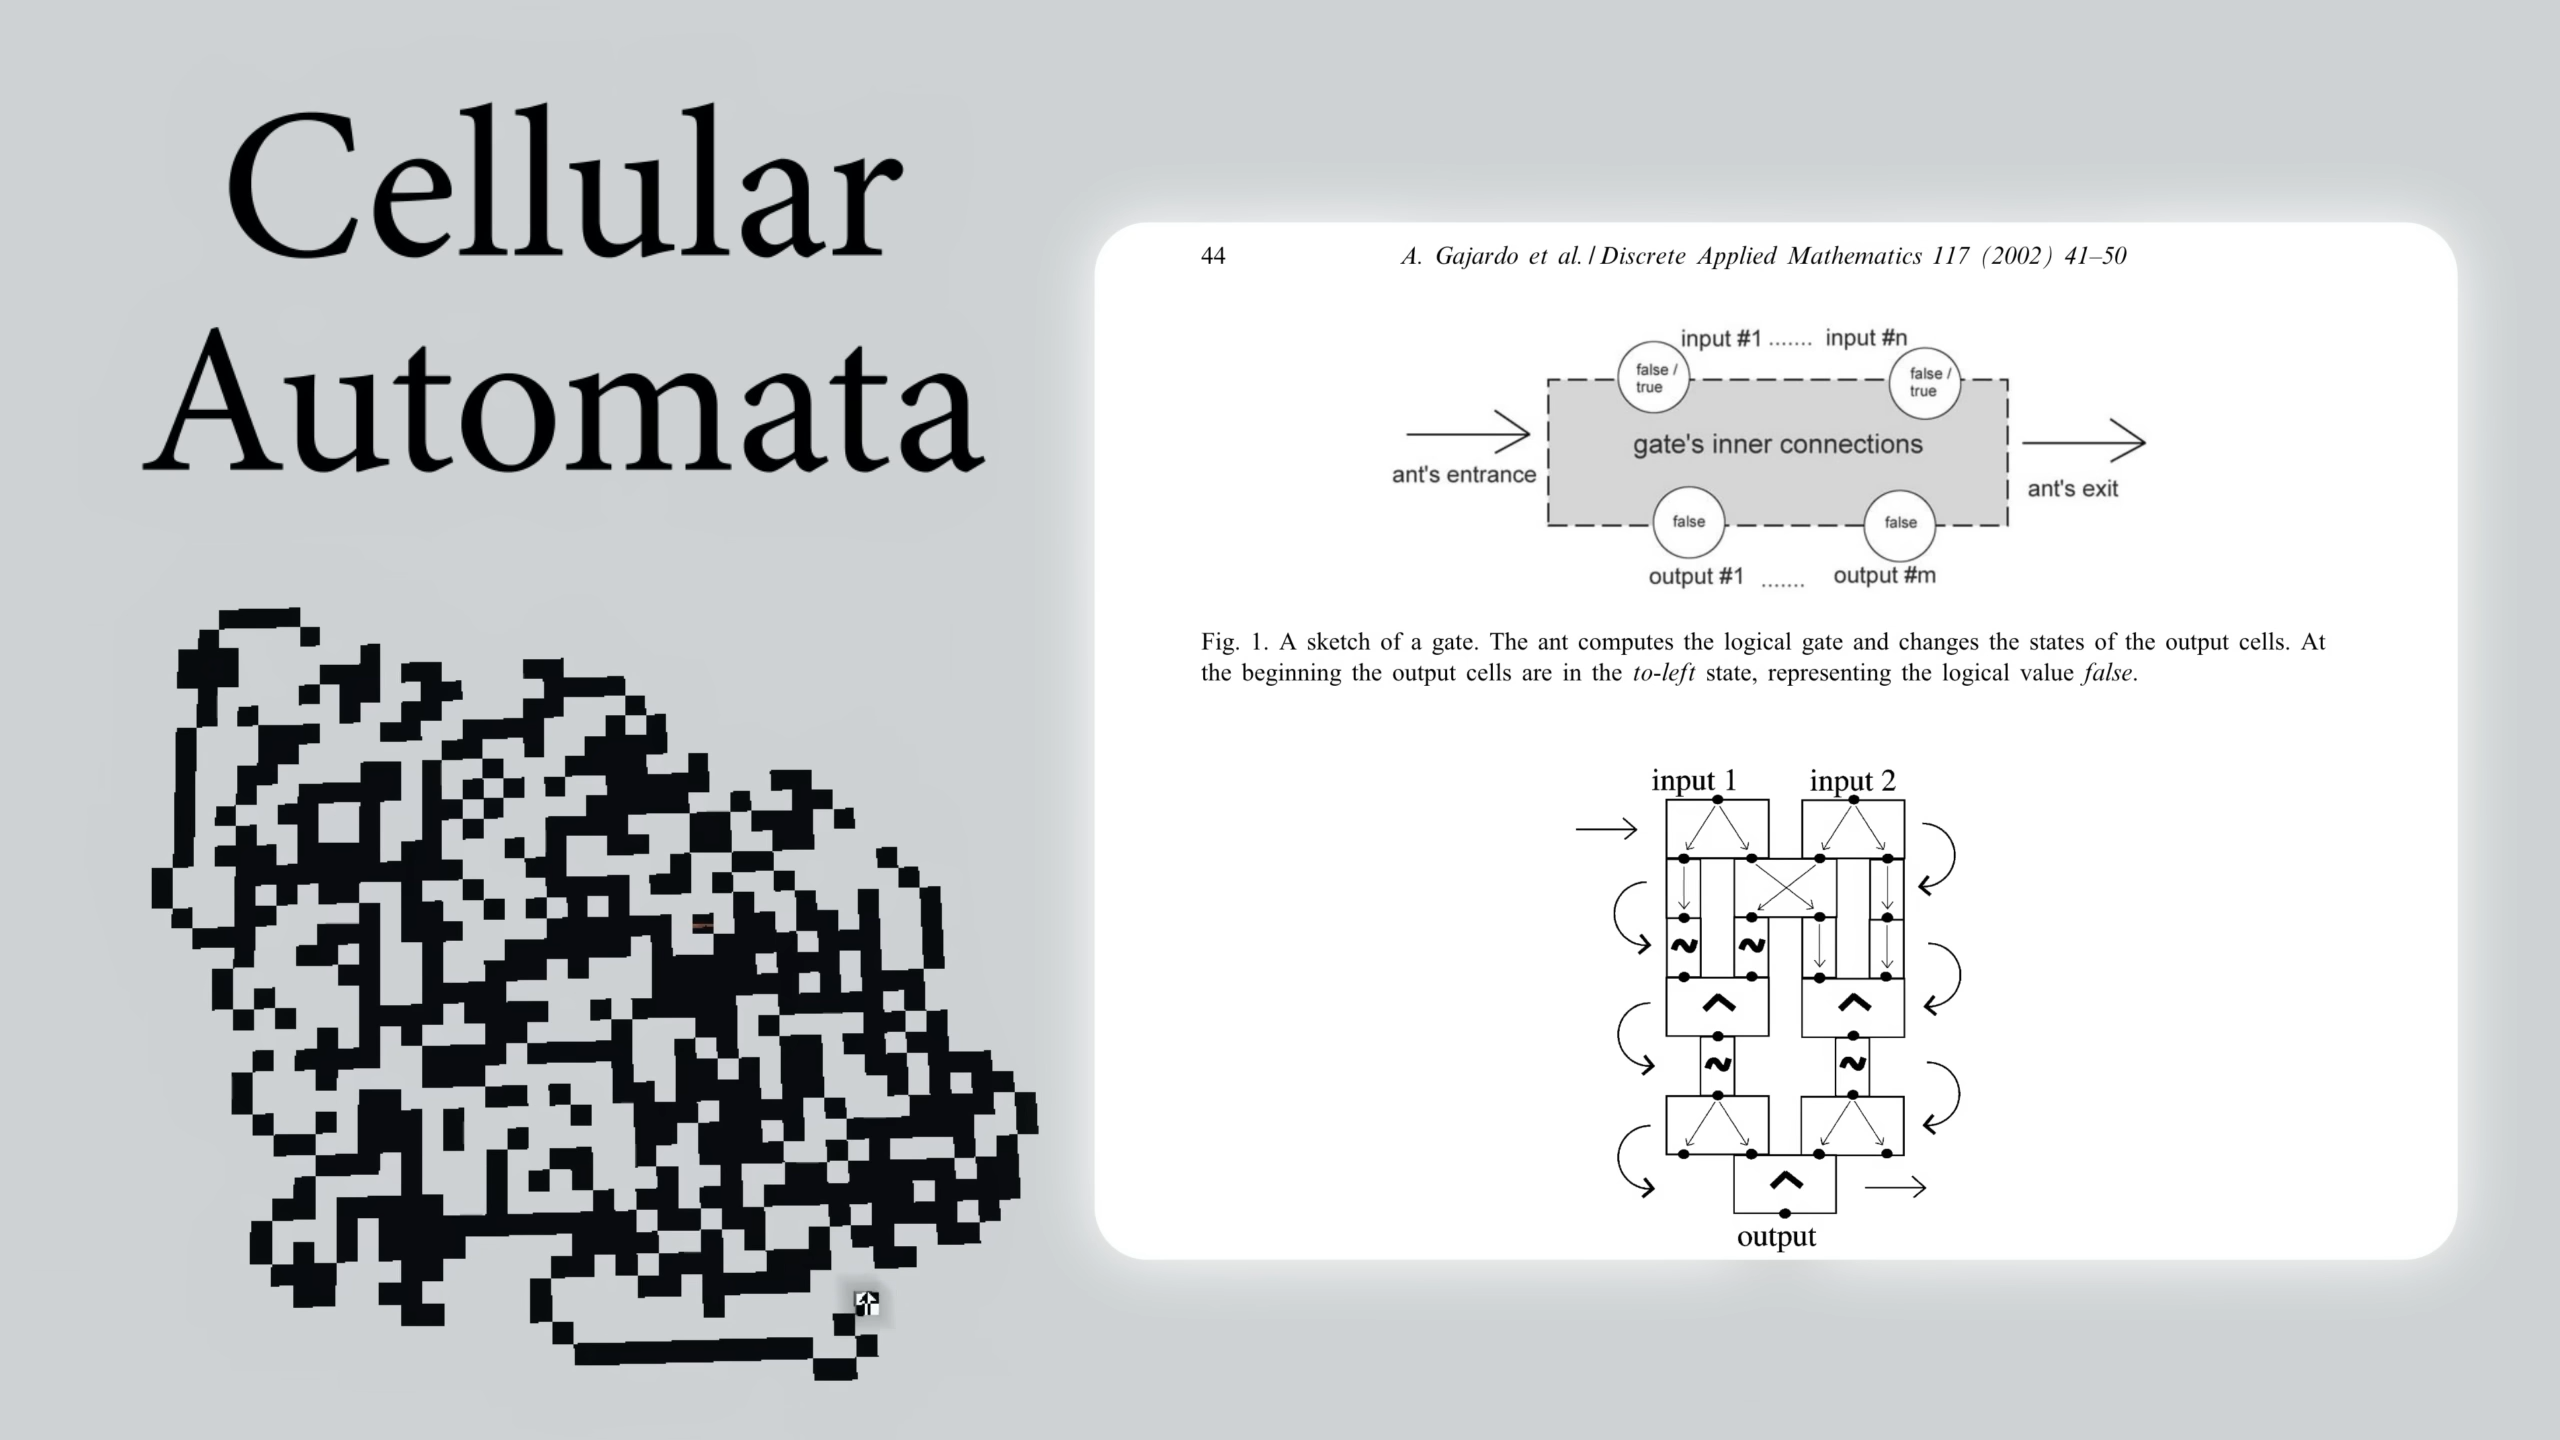 Cellular
Automata
44 A. Gajardo et al. / Discrete Applied Mathematics 117 (2002) 41–50
input #1 ....... input #n
false /
true
false /
true
gate's inner connections
ant's entrance
ant's exit
false
false
output #1 ....... output #m
Fig. 1. A sketch of a gate. The ant computes the logical gate and changes the states of the output cells. At
the beginning the output cells are in the to-left state, representing the logical value false.
input 1 input 2
~ ~
^ ^
~ ~
^
output